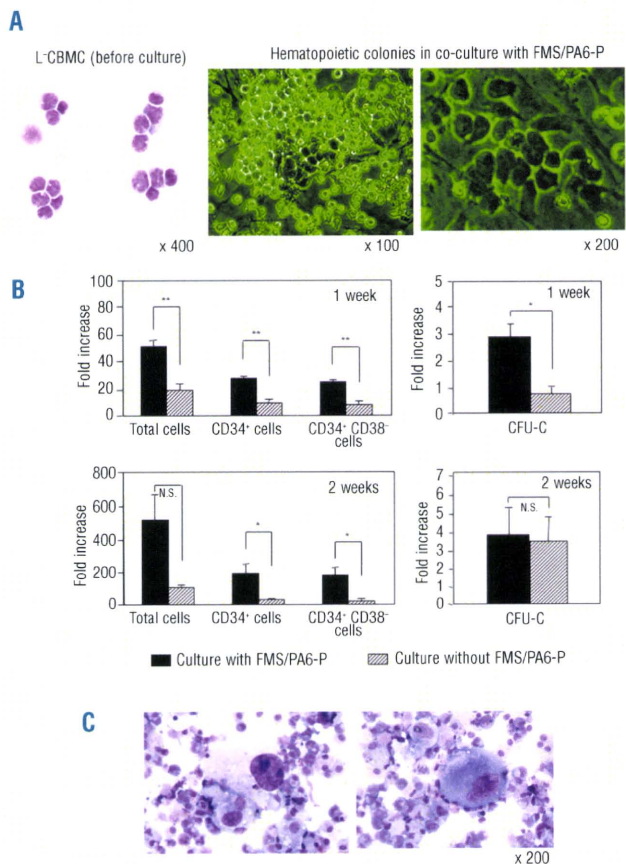 A
L⁻CBMC (before culture)
Hematopoietic colonies in co-culture with FMS/PA6-P
x 400
x 100
x 200
B
100
80
60
40
20
0
Fold increase
1 week
**
**
**
Total cells
CD34⁺ cells
CD34⁺ CD38⁻
cells
5
4
3
2
1
0
Fold increase
1 week
*
CFU-C
800
600
400
200
0
Fold increase
2 weeks
N.S.
*
*
Total cells
CD34⁺ cells
CD34⁺ CD38⁻
cells
7
6
5
4
3
2
1
0
Fold increase
2 weeks
N.S.
CFU-C
Culture with FMS/PA6-P
Culture without FMS/PA6-P
C
x 200